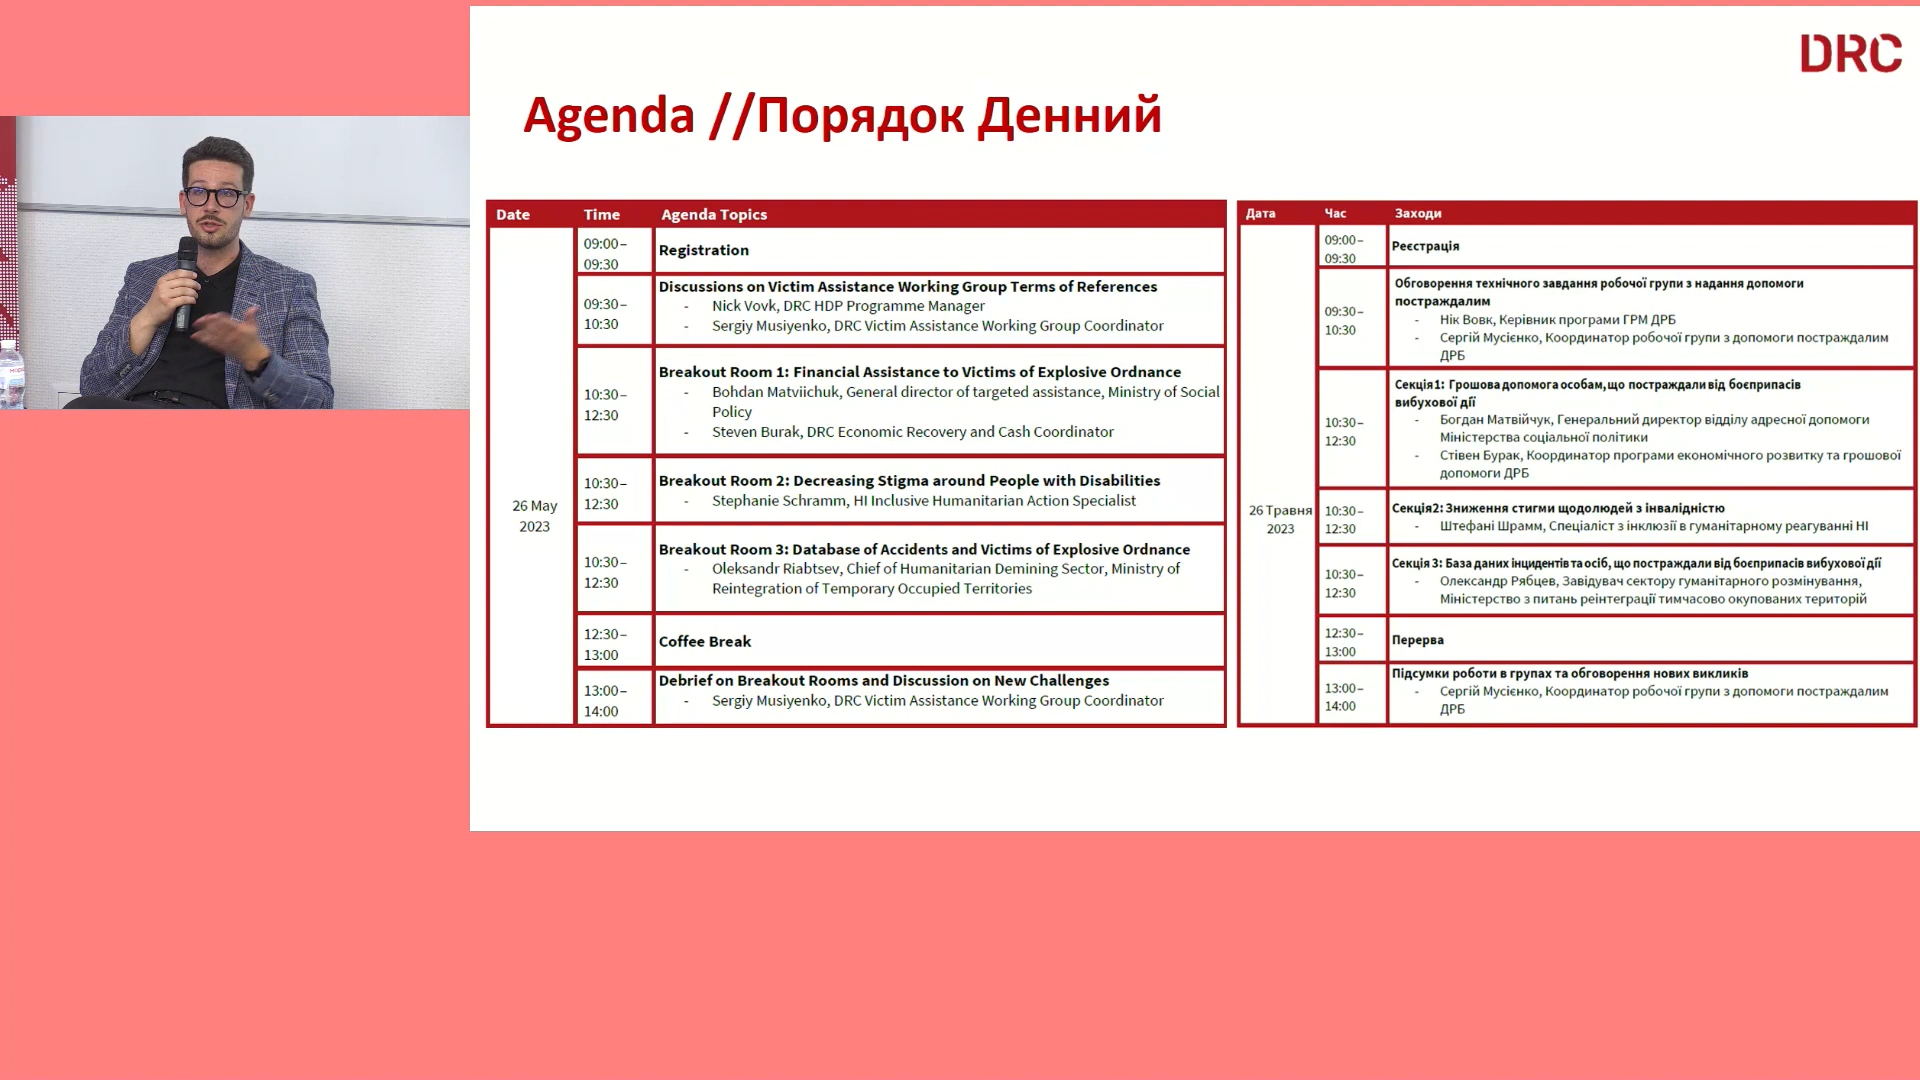 DRC
Agenda //Порядок Денний
Date Time Agenda Topics
26 May
2023
09:00–
09:30
Registration
09:30–
10:30
Discussions on Victim Assistance Working Group Terms of References
- Nick Vovk, DRC HDP Programme Manager
- Sergiy Musiyenko, DRC Victim Assistance Working Group Coordinator
10:30–
12:30
Breakout Room 1: Financial Assistance to Victims of Explosive Ordnance
- Bohdan Matviichuk, General director of targeted assistance, Ministry of Social
Policy
- Steven Burak, DRC Economic Recovery and Cash Coordinator
10:30–
12:30
Breakout Room 2: Decreasing Stigma around People with Disabilities
- Stephanie Schramm, HI Inclusive Humanitarian Action Specialist
10:30–
12:30
Breakout Room 3: Database of Accidents and Victims of Explosive Ordnance
- Oleksandr Riabtsev, Chief of Humanitarian Demining Sector, Ministry of
Reintegration of Temporary Occupied Territories
12:30–
13:00
Coffee Break
13:00–
14:00
Debrief on Breakout Rooms and Discussion on New Challenges
- Sergiy Musiyenko, DRC Victim Assistance Working Group Coordinator
Дата Час Заходи
26 Травня
2023
09:00–
09:30
Реєстрація
09:30–
10:30
Обговорення технічного завдання робочої групи з надання допомоги
постраждалим
- Нік Вовк, Керівник програми ГРМ ДРБ
- Сергій Мусієнко, Координатор робочої групи з допомоги постраждалим
ДРБ
10:30–
12:30
Секція1: Грошова допомога особам, що постраждали від боєприпасів
вибухової дії
- Богдан Матвійчук, Генеральний директор відділу адресної допомоги
Міністерства соціальної політики
- Стівен Бурак, Координатор програми економічного розвитку та грошової
допомоги ДРБ
10:30–
12:30
Секція2: Зниження стигми щодолюдей з інвалідністю
- Штефані Шрамм, Спеціаліст з інклюзії в гуманітарному реагуванні HI
10:30–
12:30
Секція 3: База даних інцидентів та осіб, що постраждали від боєприпасів вибухової дії
- Олександр Рябцев, Завідувач сектору гуманітарного розмінування,
Міністерство з питань реінтеграції тимчасово окупованих територій
12:30–
13:00
Перерва
13:00–
14:00
Підсумки роботи в групах та обговорення нових викликів
- Сергій Мусієнко, Координатор робочої групи з допомоги постраждалим
ДРБ